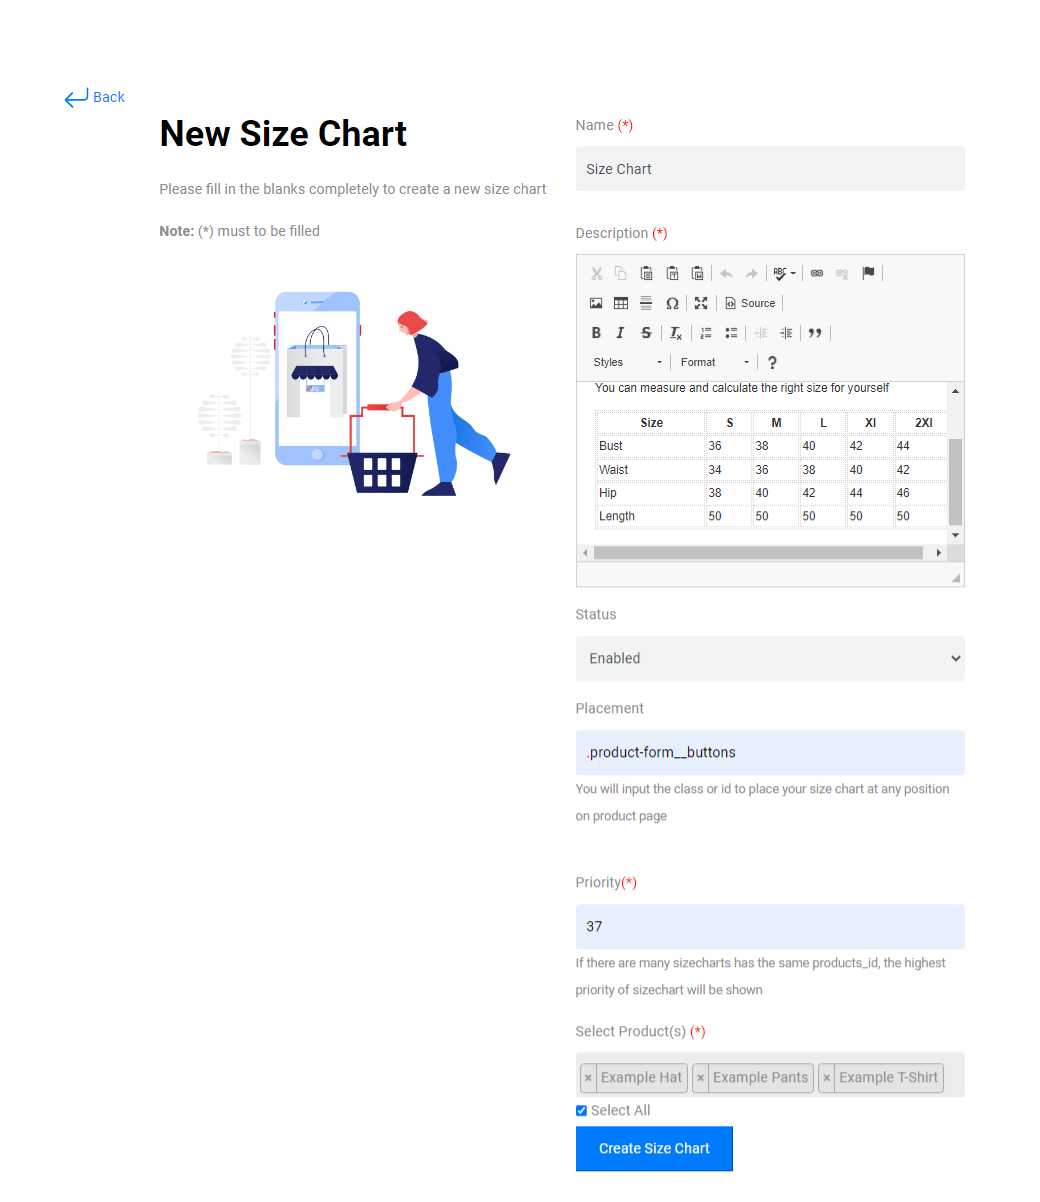 Back
New Size Chart
Please fill in the blanks completely to create a new size chart
Note: (*) must to be filled
Name (*)
Size Chart
Description (*)
ABC
Source
B I S Tx
Styles Format ?
You can measure and calculate the right size for yourself
Size S M L Xl 2Xl
Bust 36 38 40 42 44
Waist 34 36 38 40 42
Hip 38 40 42 44 46
Length 50 50 50 50 50
Status
Enabled
Placement
.product-form__buttons
You will input the class or id to place your size chart at any position
on product page
Priority(*)
37
If there are many sizecharts has the same products_id, the highest
priority of sizechart will be shown
Select Product(s) (*)
× Example Hat × Example Pants × Example T-Shirt
Select All
Create Size Chart